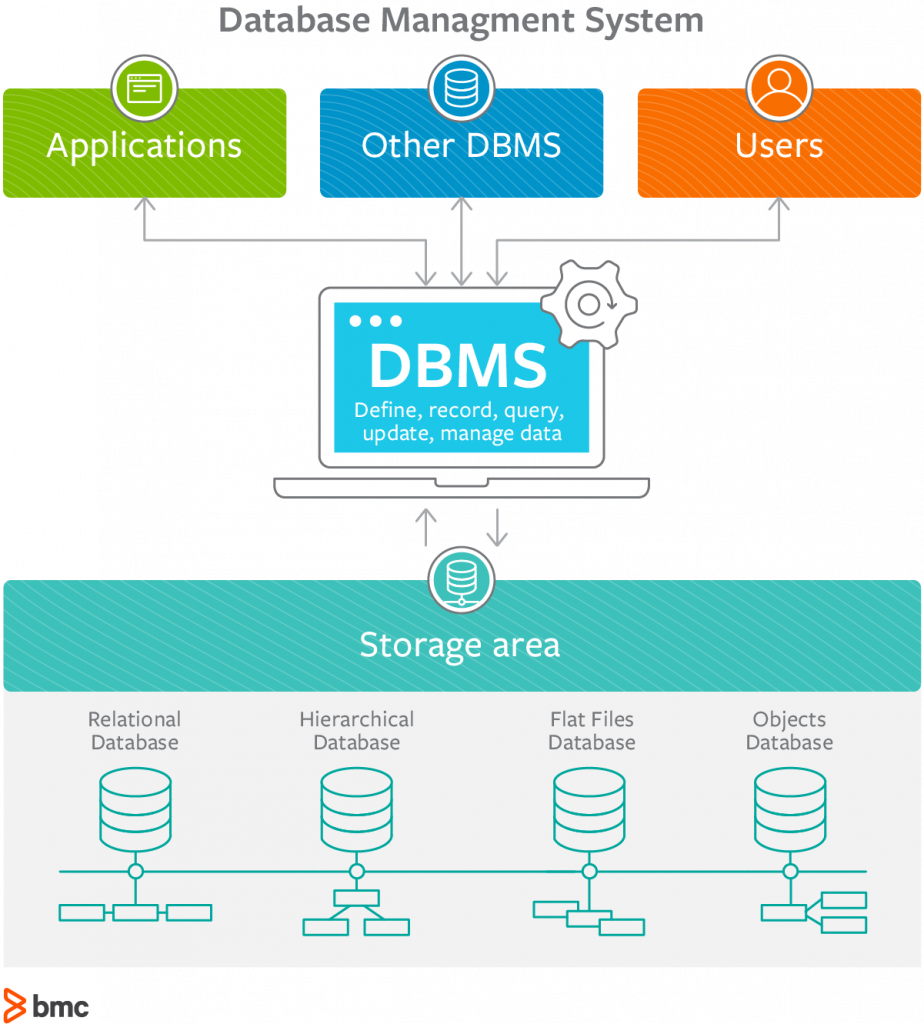 Database Managment System
Applications
Other DBMS
Users
DBMS
Define, record, query,
update, manage data
Storage area
Relational
Database
Hierarchical
Database
Flat Files
Database
Objects
Database
bmc